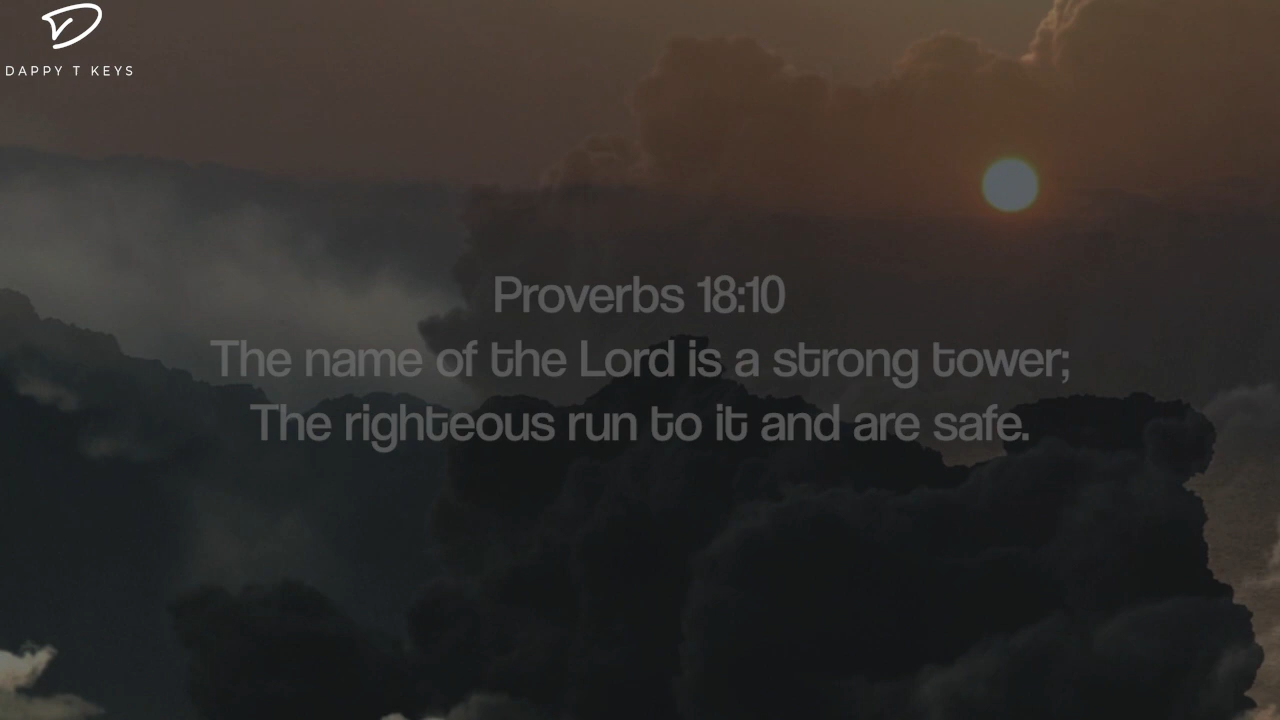 DAPPY T KEYS
Proverbs 18:10
The name of the Lord is a strong tower;
The righteous run to it and are safe.